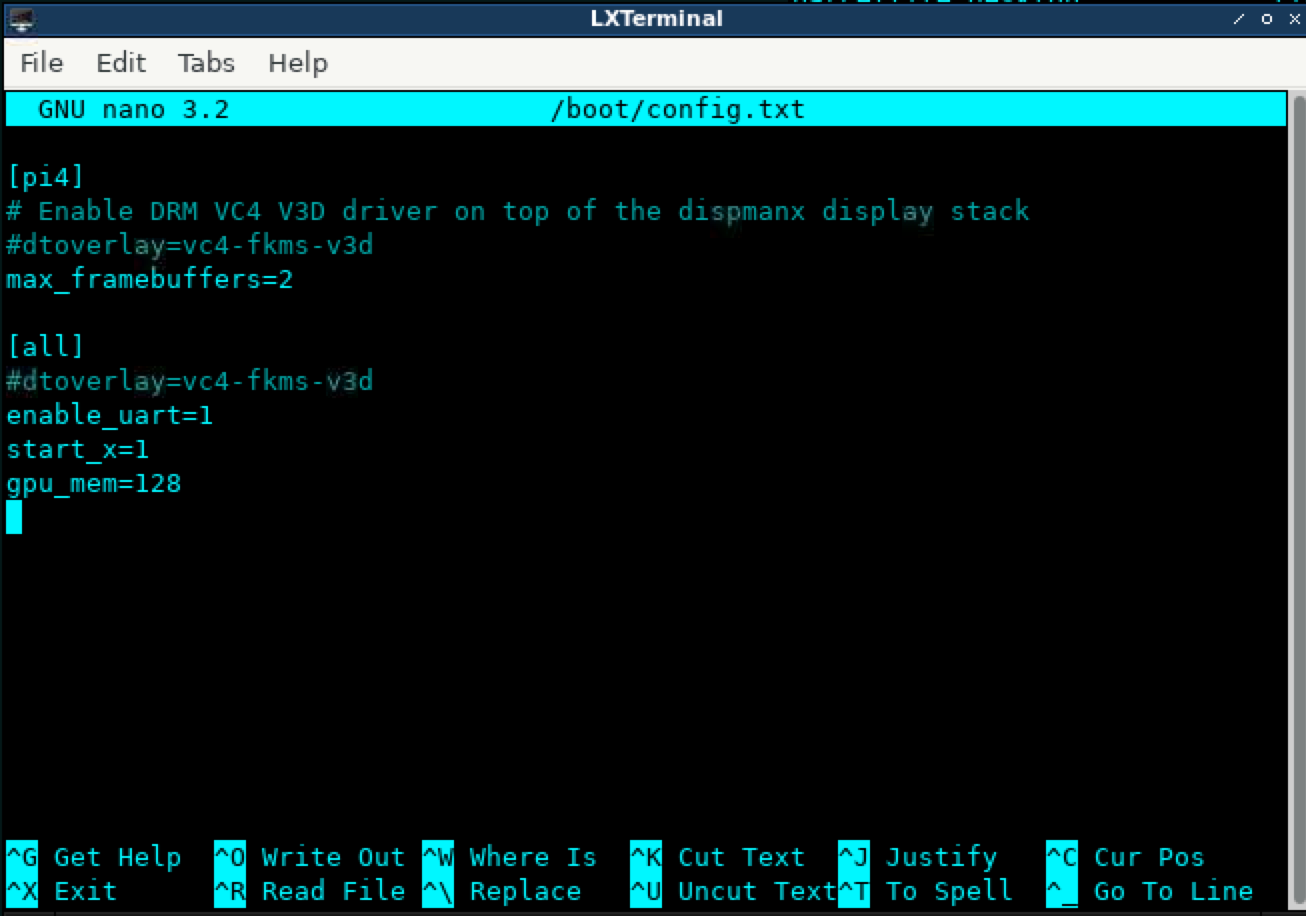 LXTerminal
File Edit Tabs Help
GNU nano 3.2 /boot/config.txt
[pi4]
# Enable DRM VC4 V3D driver on top of the dispmanx display stack
#dtoverlay=vc4-fkms-v3d
max_framebuffers=2
[all]
#dtoverlay=vc4-fkms-v3d
enable_uart=1
start_x=1
gpu_mem=128
^G Get Help ^O Write Out ^W Where Is ^K Cut Text ^J Justify ^C Cur Pos
^X Exit ^R Read File ^\ Replace ^U Uncut Text ^T To Spell ^_ Go To Line